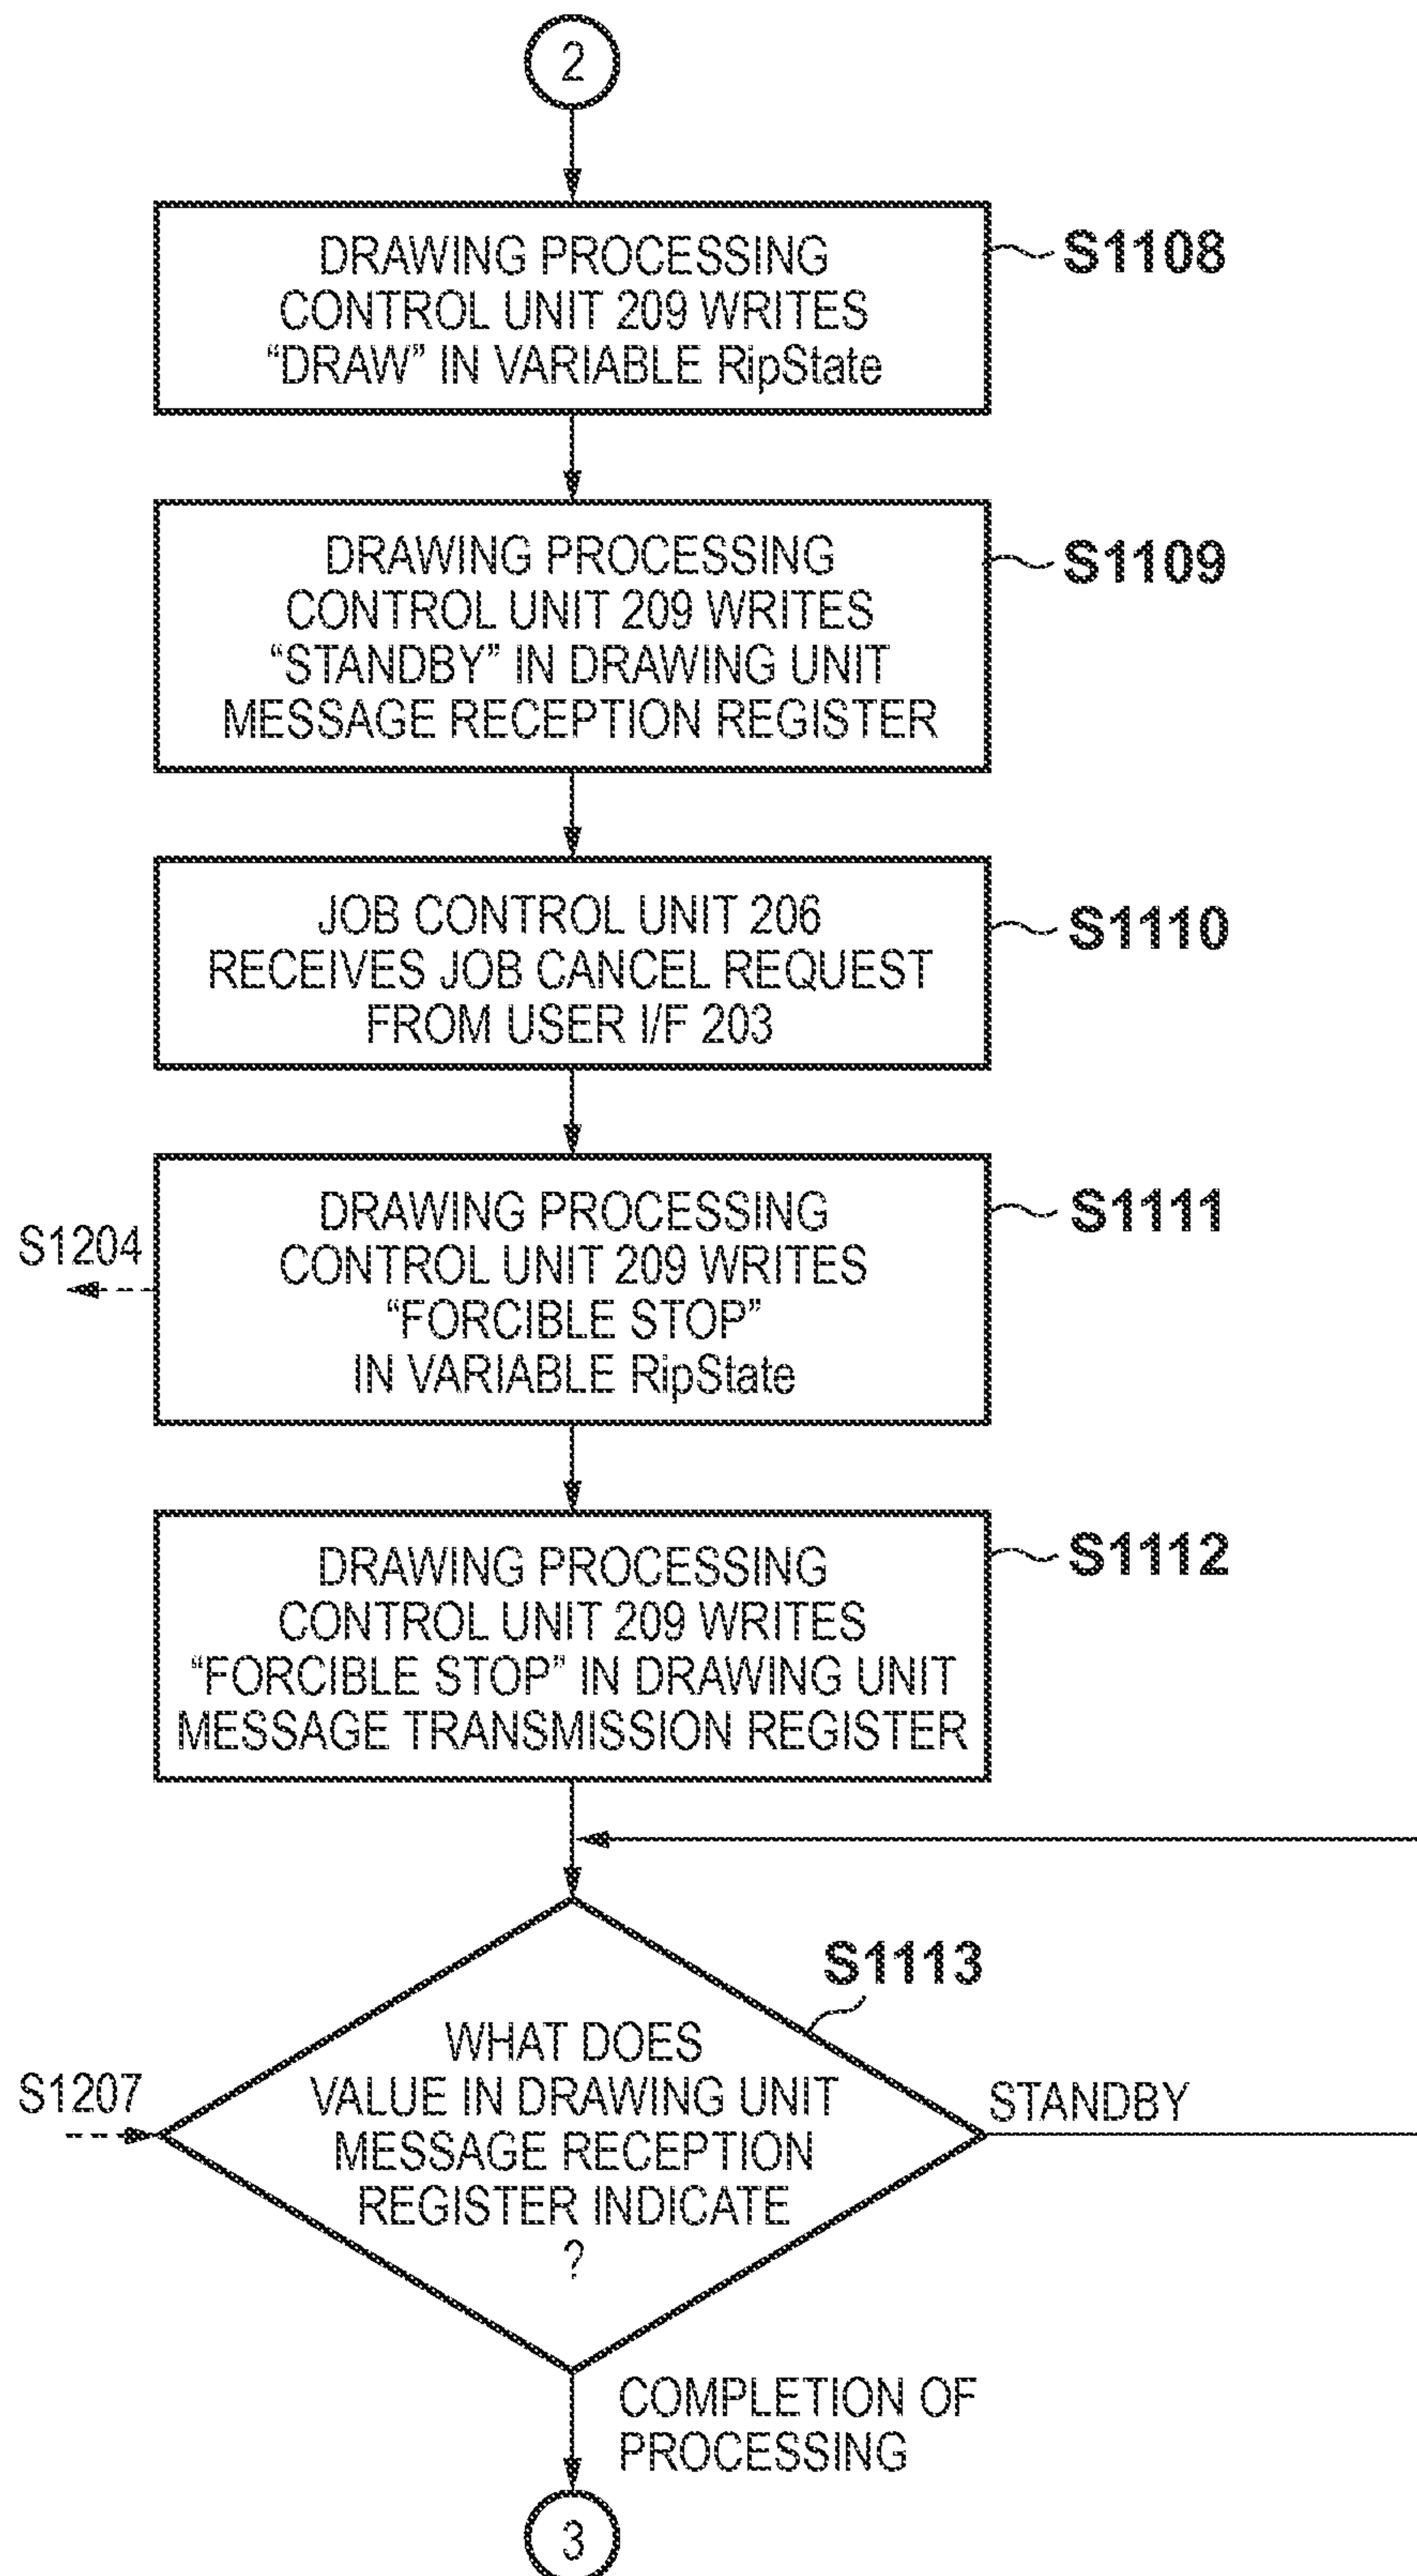 2
DRAWING PROCESSING
CONTROL UNIT 209 WRITES
“DRAW” IN VARIABLE RipState
S1108
DRAWING PROCESSING
CONTROL UNIT 209 WRITES
“STANDBY” IN DRAWING UNIT
MESSAGE RECEPTION REGISTER
S1109
JOB CONTROL UNIT 206
RECEIVES JOB CANCEL REQUEST
FROM USER I/F 203
S1110
S1204
DRAWING PROCESSING
CONTROL UNIT 209 WRITES
“FORCIBLE STOP”
IN VARIABLE RipState
S1111
DRAWING PROCESSING
CONTROL UNIT 209 WRITES
“FORCIBLE STOP” IN DRAWING UNIT
MESSAGE TRANSMISSION REGISTER
S1112
S1113
S1207
WHAT DOES
VALUE IN DRAWING UNIT
MESSAGE RECEPTION
REGISTER INDICATE
?
STANDBY
COMPLETION OF
PROCESSING
3